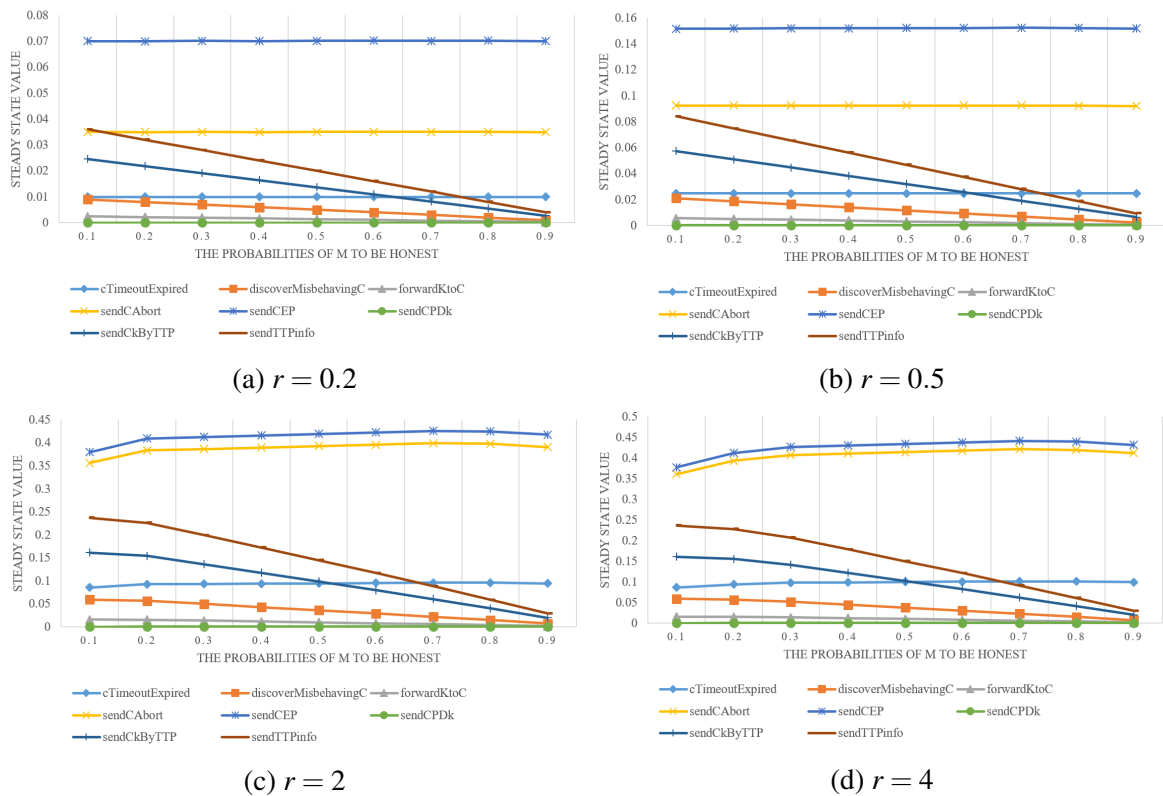 0.08
0.07
0.06
0.05
0.04
0.03
0.02
0.01
0
STEADY STATE VALUE
0.1 0.2 0.3 0.4 0.5 0.6 0.7 0.8 0.9
THE PROBABILITIES OF M TO BE HONEST
cTimeoutExpired discoverMisbehavingC forwardKtoC
sendCAbort sendCEP sendCPDk
sendCkByTTP sendTTPinfo
(a) r = 0.2
0.16
0.14
0.12
0.1
0.08
0.06
0.04
0.02
0
STEADY STATE VALUE
0.1 0.2 0.3 0.4 0.5 0.6 0.7 0.8 0.9
THE PROBABILITIES OF M TO BE HONEST
cTimeoutExpired discoverMisbehavingC forwardKtoC
sendCAbort sendCEP sendCPDk
sendCkByTTP sendTTPinfo
(b) r = 0.5
0.45
0.4
0.35
0.3
0.25
0.2
0.15
0.1
0.05
0
STEADY STATE VALUE
0.1 0.2 0.3 0.4 0.5 0.6 0.7 0.8 0.9
THE PROBABILITIES OF M TO BE HONEST
cTimeoutExpired discoverMisbehavingC forwardKtoC
sendCAbort sendCEP sendCPDk
sendCkByTTP sendTTPinfo
(c) r = 2
0.5
0.45
0.4
0.35
0.3
0.25
0.2
0.15
0.1
0.05
0
STEADY STATE VALUE
0.1 0.2 0.3 0.4 0.5 0.6 0.7 0.8 0.9
THE PROBABILITIES OF M TO BE HONEST
cTimeoutExpired discoverMisbehavingC forwardKtoC
sendCAbort sendCEP sendCPDk
sendCkByTTP sendTTPinfo
(d) r = 4